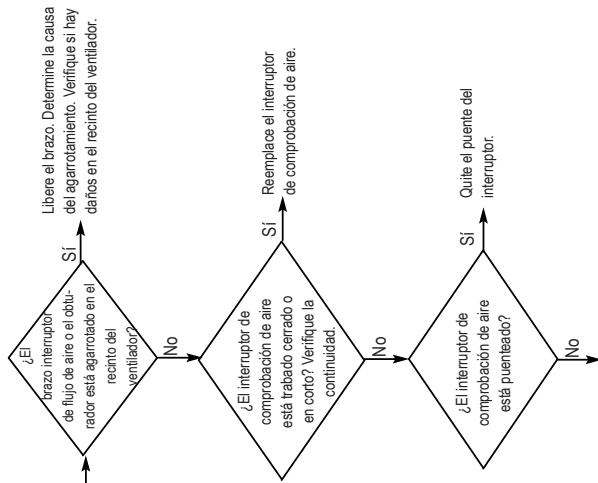 ¿El
brazo interruptor
de flujo de aire o el obtu-
rador está agarrotado en el
recinto del
ventilador?
Sí
Libere el brazo. Determine la causa
del agarrotamiento. Verifique si hay
daños en el recinto del ventilador.
No
¿El interruptor de
comprobación de aire
está trabado cerrado o
en corto? Verifique la
continuidad.
Sí
Reemplace el interruptor
de comprobación de aire.
No
¿El interruptor de
comprobación de aire
está puenteado?
Sí
Quite el puente del
interruptor.
No